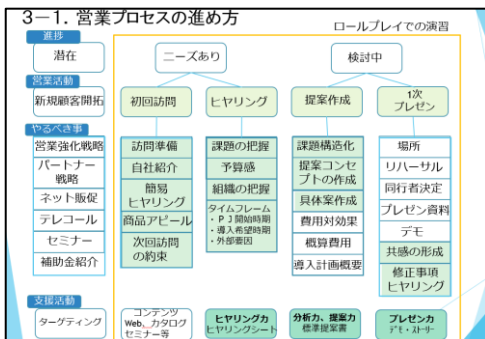 3－1．営業プロセスの進め方
ロールプレイでの演習
進捗
潜在
ニーズあり
検討中
営業活動
新規顧客開拓
初回訪問
ヒヤリング
提案作成
1次
プレゼン
やるべき事
営業強化戦略
パートナー
戦略
ネット販促
テレコール
セミナー
補助金紹介
訪問準備
自社紹介
簡易
ヒヤリング
商品アピール
次回訪問
の約束
課題の把握
予算感
組織の把握
タイムフレーム
・ＰＪ開始時期
・導入希望時期
・外部要因
課題構造化
提案コンセ
プトの作成
具体案作成
費用対効果
概算費用
導入計画概要
場所
リハーサル
同行者決定
プレゼン資料
デモ
共感の形成
修正事項
ヒヤリング
支援活動
ターゲティング
コンテンツ
Web、カタログ
セミナー等
ヒヤリング力
ヒヤリングシート
分析力、提案力
標準提案書
プレゼン力
デモ・ストーリー